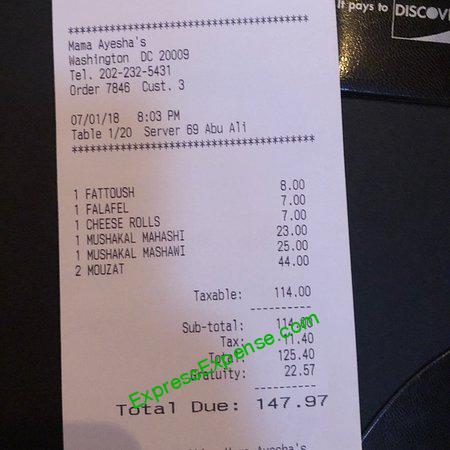 It pays to DISCOV
****************************************
Mama Ayesha's
Washington DC 20009
Tel. 202-232-5431
Order 7846 Cust. 3
07/01/18 8:03 PM
Table 1/20 Server 69 Abu Ali
****************************************
1 FATTOUSH 8.00
1 FALAFEL 7.00
1 CHEESE ROLLS 7.00
1 MUSHAKAL MAHASHI 23.00
1 MUSHAKAL MASHAWI 25.00
2 MOUZAT 44.00
Taxable: 114.00
----------
Sub-total: 114.00
Tax: 11.40
Total: 125.40
Gratuity: 22.57
----------
Total Due: 147.97
ExpressExpense.com